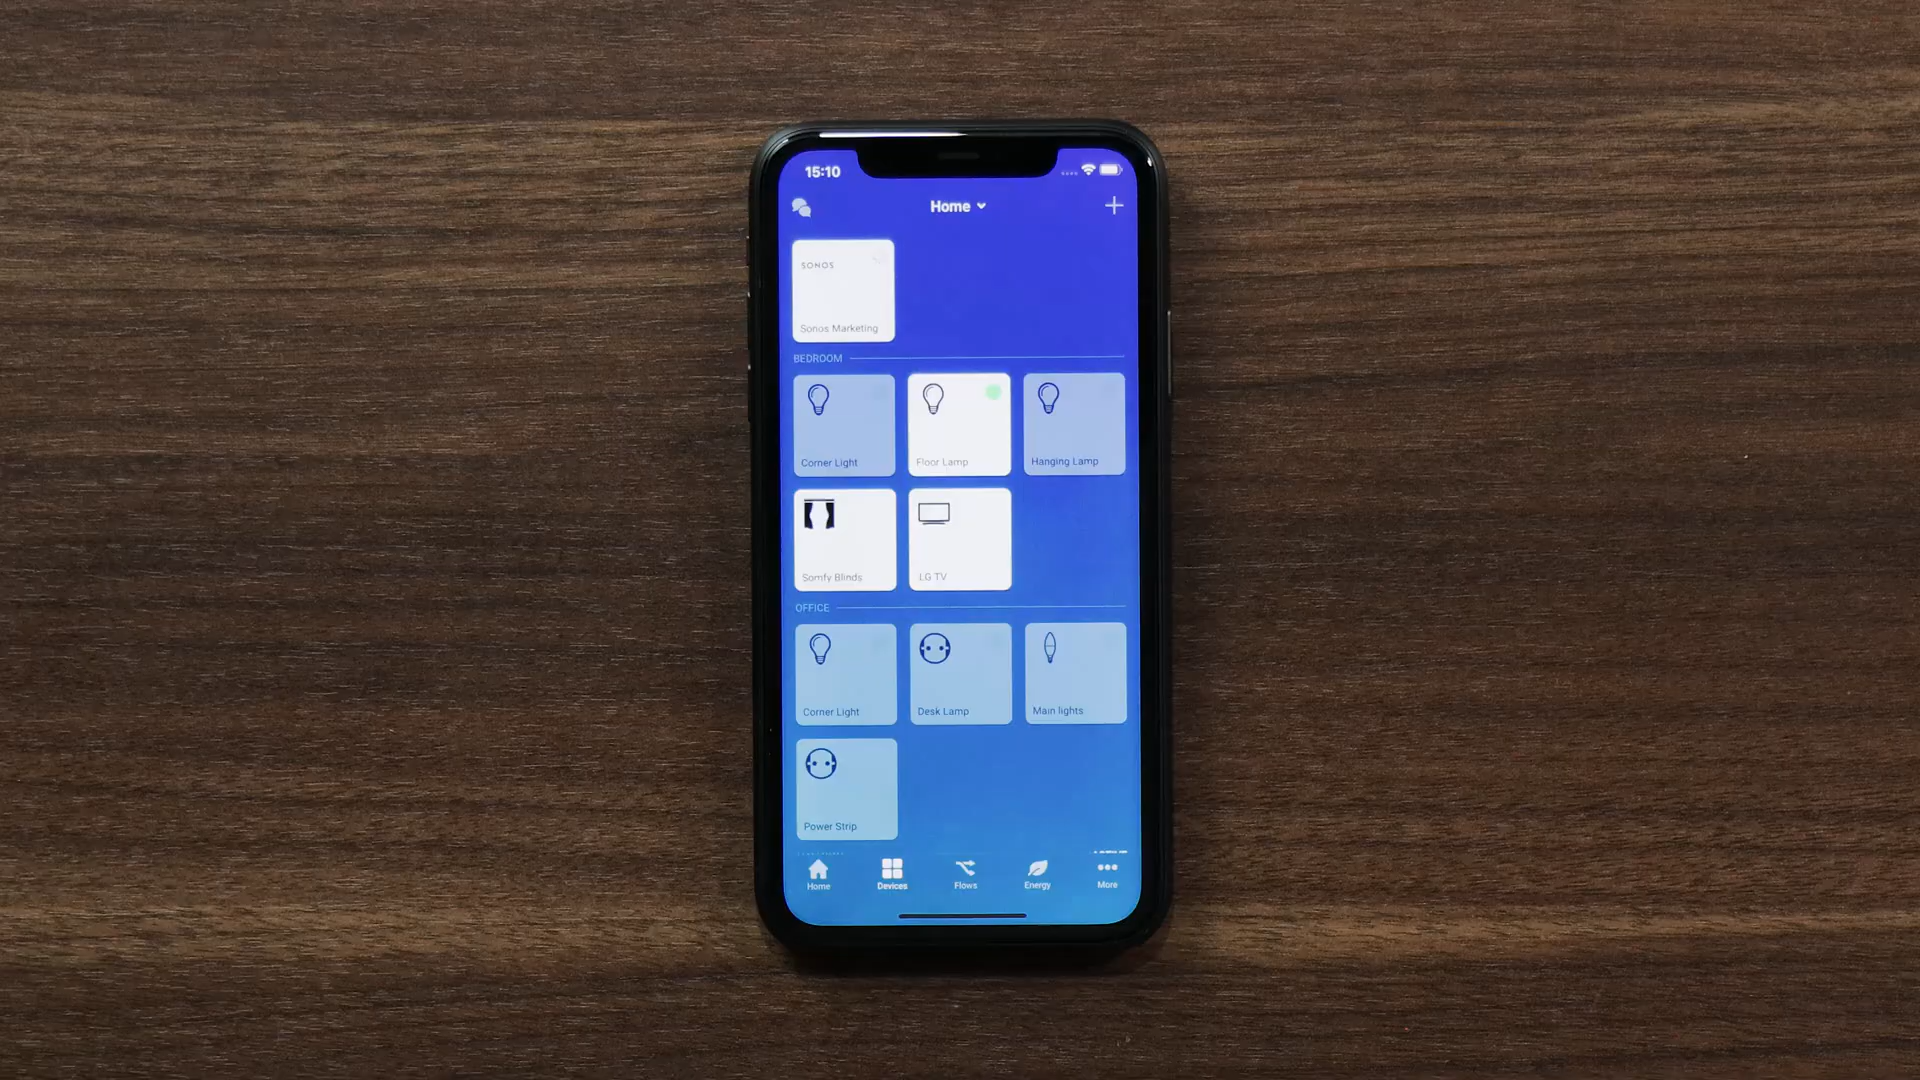 15:10
Home
SONOS
Sonos Marketing
BEDROOM
Corner Light
Floor Lamp
Hanging Lamp
Somfy Blinds
LG TV
OFFICE
Corner Light
Desk Lamp
Main lights
Power Strip
Home
Devices
Flows
Energy
More